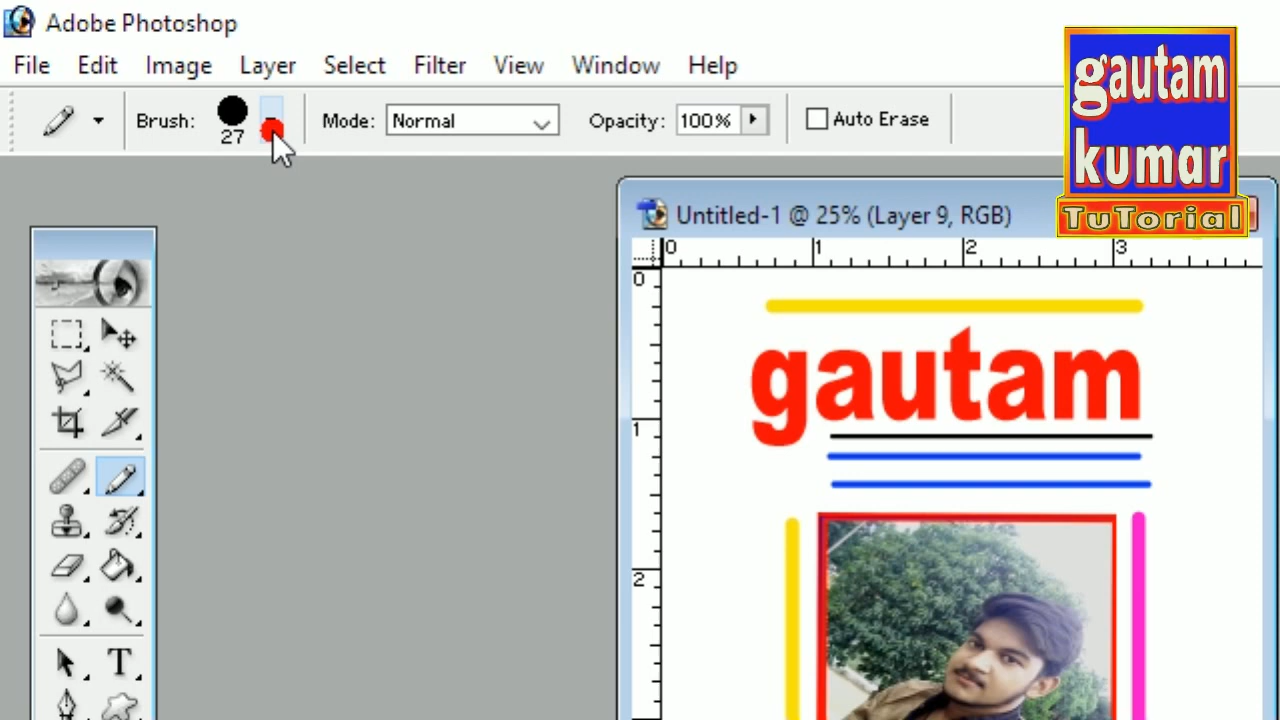 Adobe Photoshop
File Edit Image Layer Select Filter View Window Help
Brush: 27 Mode: Normal Opacity: 100% Auto Erase
gautam
kumar
TuTorial
Untitled-1 @ 25% (Layer 9, RGB)
0 1 2 3
0
gautam
1
2
T